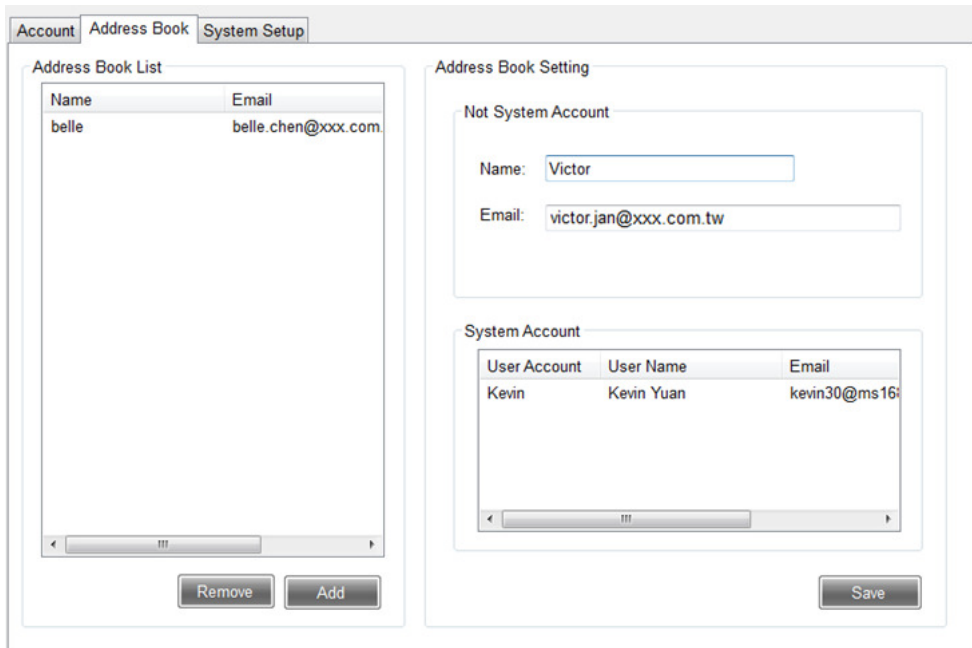 Account Address Book System Setup
Address Book List
Name Email
belle belle.chen@xxx.com.
Remove Add
Address Book Setting
Not System Account
Name: Victor
Email: victor.jan@xxx.com.tw
System Account
User Account User Name Email
Kevin Kevin Yuan kevin30@ms168
Save